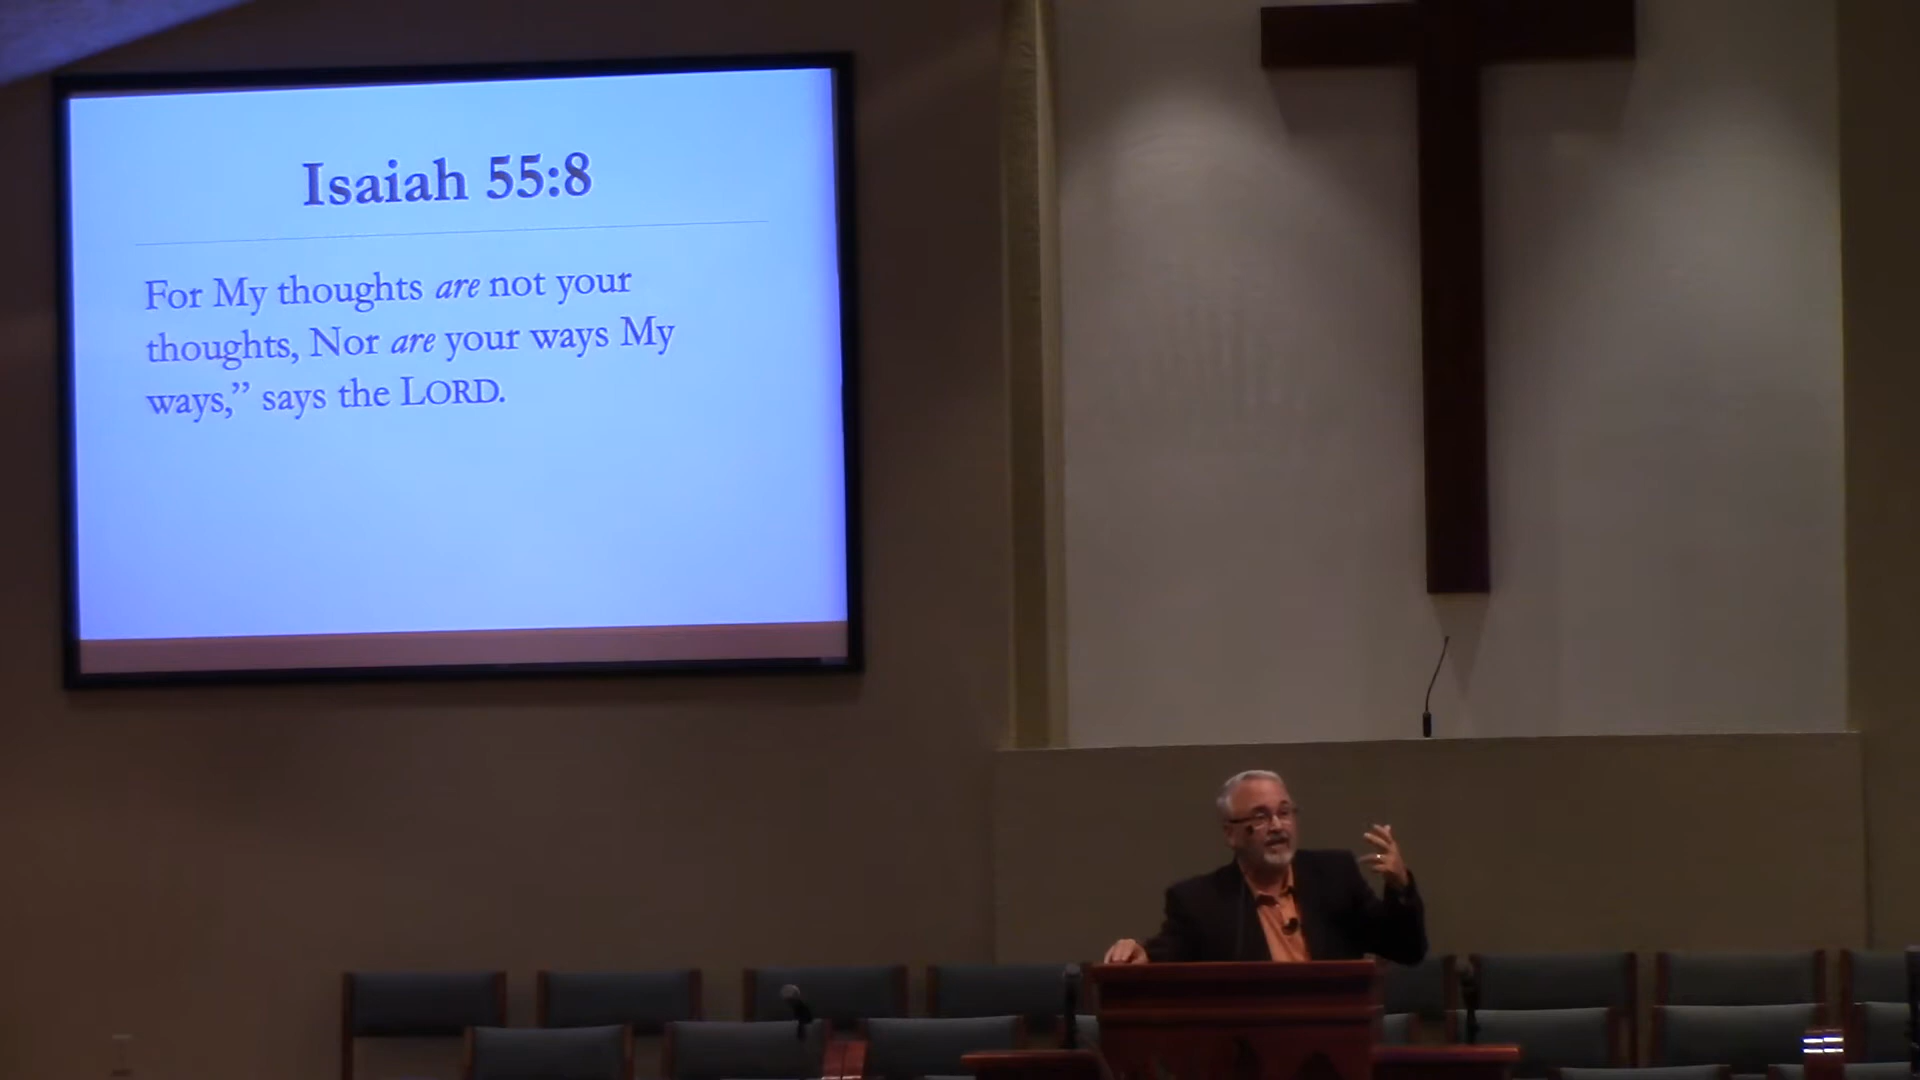 Isaiah 55:8
For My thoughts are not your
thoughts, Nor are your ways My
ways,” says the LORD.